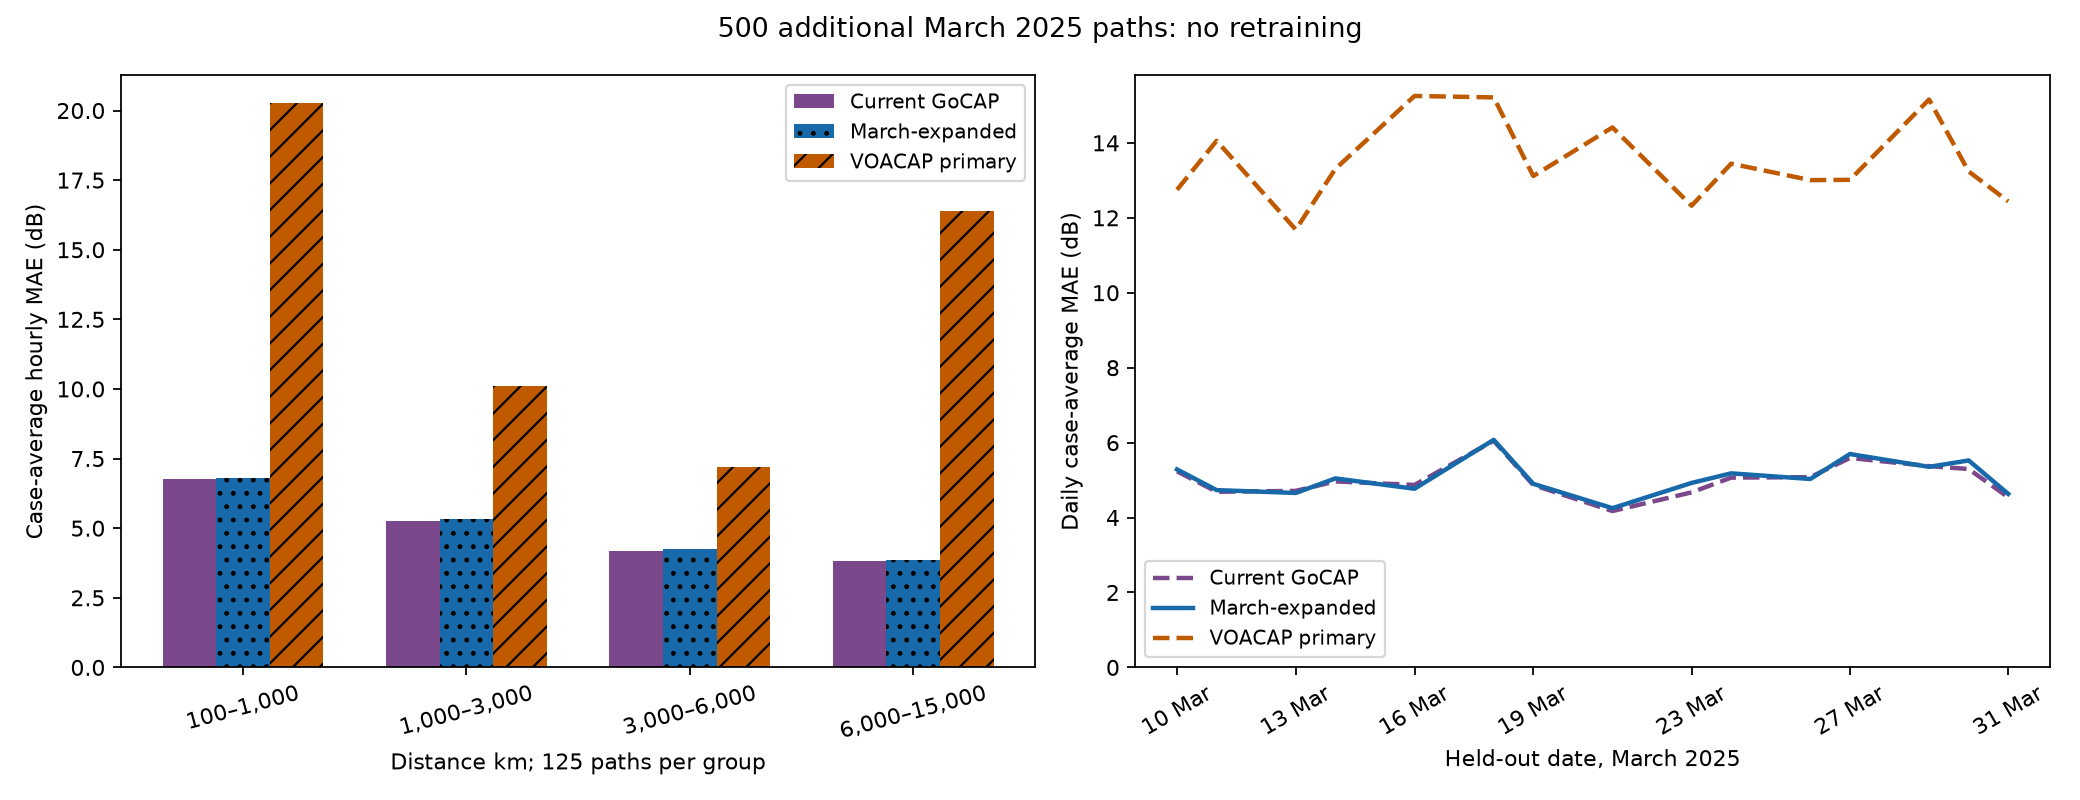 500 additional March 2025 paths: no retraining
Case-average hourly MAE (dB)
20.0
17.5
15.0
12.5
10.0
7.5
5.0
2.5
0.0
Current GoCAP
March-expanded
VOACAP primary
100–1,000
1,000–3,000
3,000–6,000
6,000–15,000
Distance km; 125 paths per group
Daily case-average MAE (dB)
14
12
10
8
6
4
2
0
Current GoCAP
March-expanded
VOACAP primary
10 Mar
13 Mar
16 Mar
19 Mar
23 Mar
27 Mar
31 Mar
Held-out date, March 2025